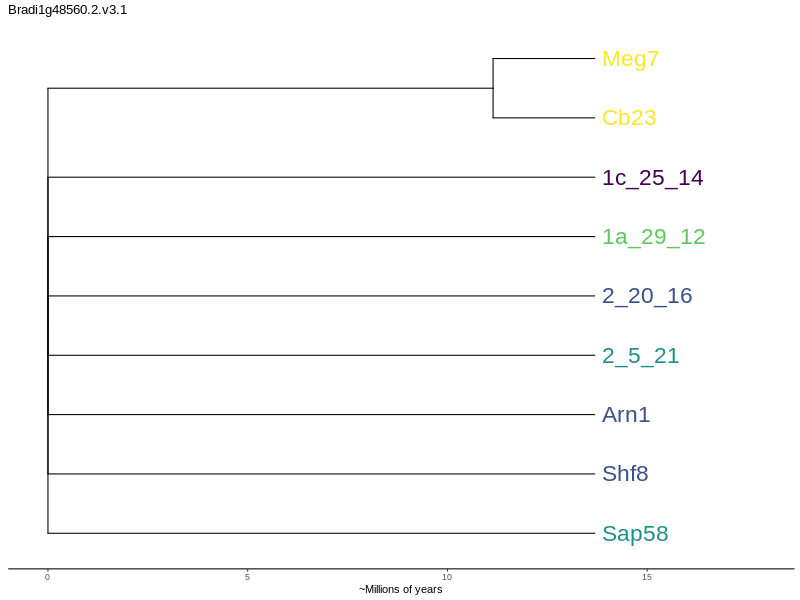 Bradi1g48560.2.v3.1
Meg7
Cb23
1c_25_14
1a_29_12
2_20_16
2_5_21
Arn1
Shf8
Sap58
0 5 10 15
~Millions of years